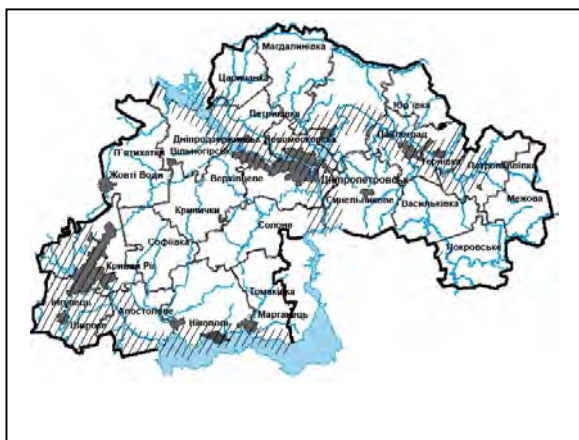 Магдалинівка
Царичанка
Юр'ївка
Петриківка
Дніпродзержинськ
Новомосковськ
Павлоград
Вільногірськ
П'ятихатки
Тернівка
Петропавлівка
Жовті Води
Верхівцеве
Дніпропетровськ
Синельникове
Васильківка
Межова
Кринички
Солоне
Софіївка
Покровське
Кривий Ріг
Томаківка
Інгулець
Апостолове
Широке
Нікополь
Марганець